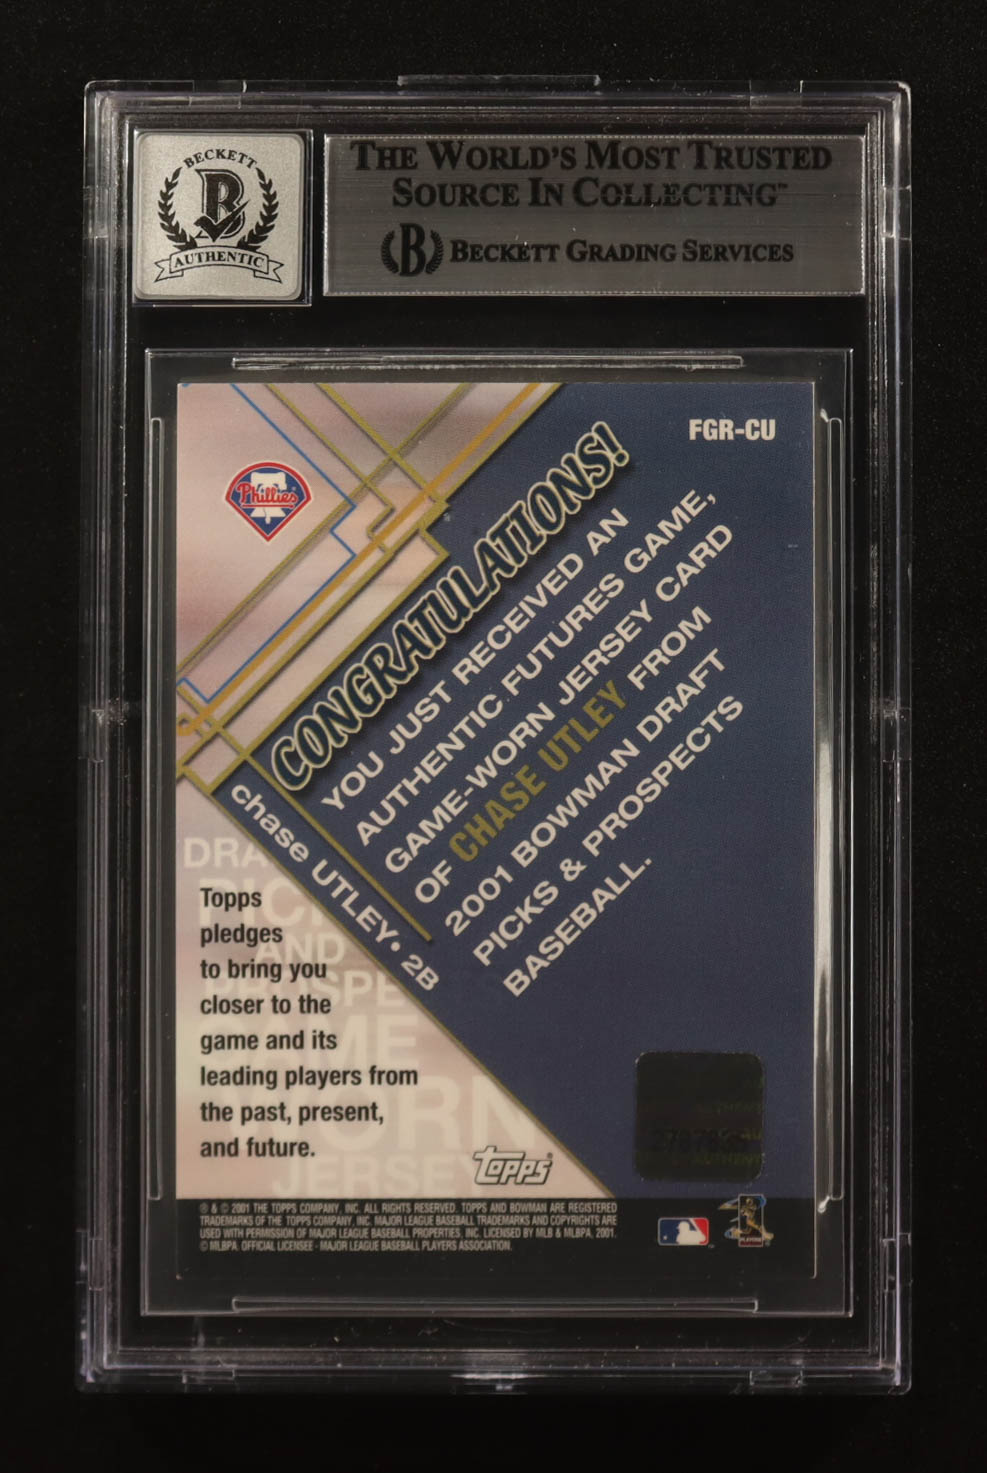 BECKETT
B
AUTHENTIC
THE WORLD'S MOST TRUSTED
SOURCE IN COLLECTING™
B BECKETT GRADING SERVICES
FGR-CU
Phillies
CONGRATULATIONS!
YOU JUST RECEIVED AN
AUTHENTIC FUTURES GAME,
GAME-WORN JERSEY CARD
OF CHASE UTLEY FROM
2001 BOWMAN DRAFT
PICKS & PROSPECTS
BASEBALL.
chase UTLEY • 2B
Topps
pledges
to bring you
closer to the
game and its
leading players from
the past, present,
and future.
AND
GAME
WORN
JERSEY
TOPPS®
® & © 2001 THE TOPPS COMPANY, INC. ALL RIGHTS RESERVED. TOPPS AND BOWMAN ARE REGISTERED
TRADEMARKS OF THE TOPPS COMPANY, INC. MAJOR LEAGUE BASEBALL TRADEMARKS AND COPYRIGHTS ARE
USED WITH PERMISSION OF MAJOR LEAGUE BASEBALL PROPERTIES, INC. LICENSED BY MLB & MLBPA, 2001.
© MLBPA. OFFICIAL LICENSEE - MAJOR LEAGUE BASEBALL PLAYERS ASSOCIATION.
PLAYERS